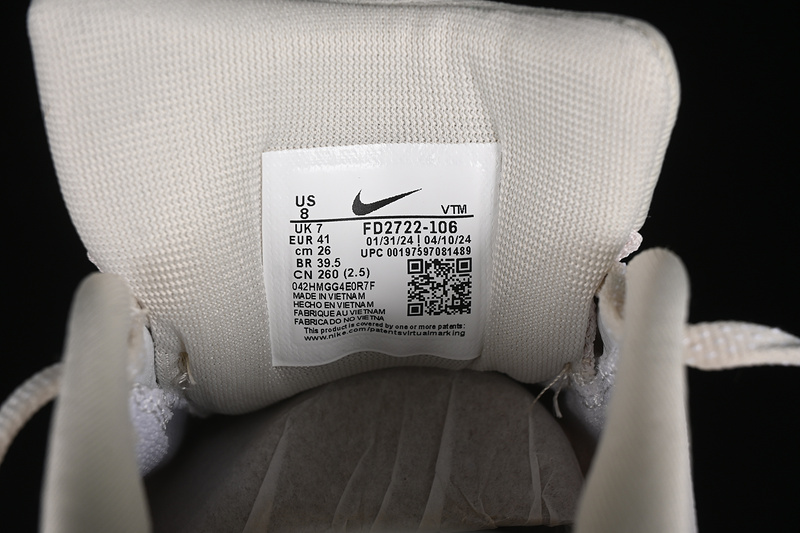 US
8
VTM
UK 7
FD2722-106
EUR 41
01/31/24 | 04/10/24
cm 26
UPC 00197597081489
BR 39.5
CN 260 (2.5)
042HMGG4E0R7F
MADE IN VIETNAM
HECHO EN VIETNAM
FABRIQUE AU VIETNAM
FABRICADO NO VIETNA
This product is covered by one or more patents:
www.nike.com/patentsvirtualmarking